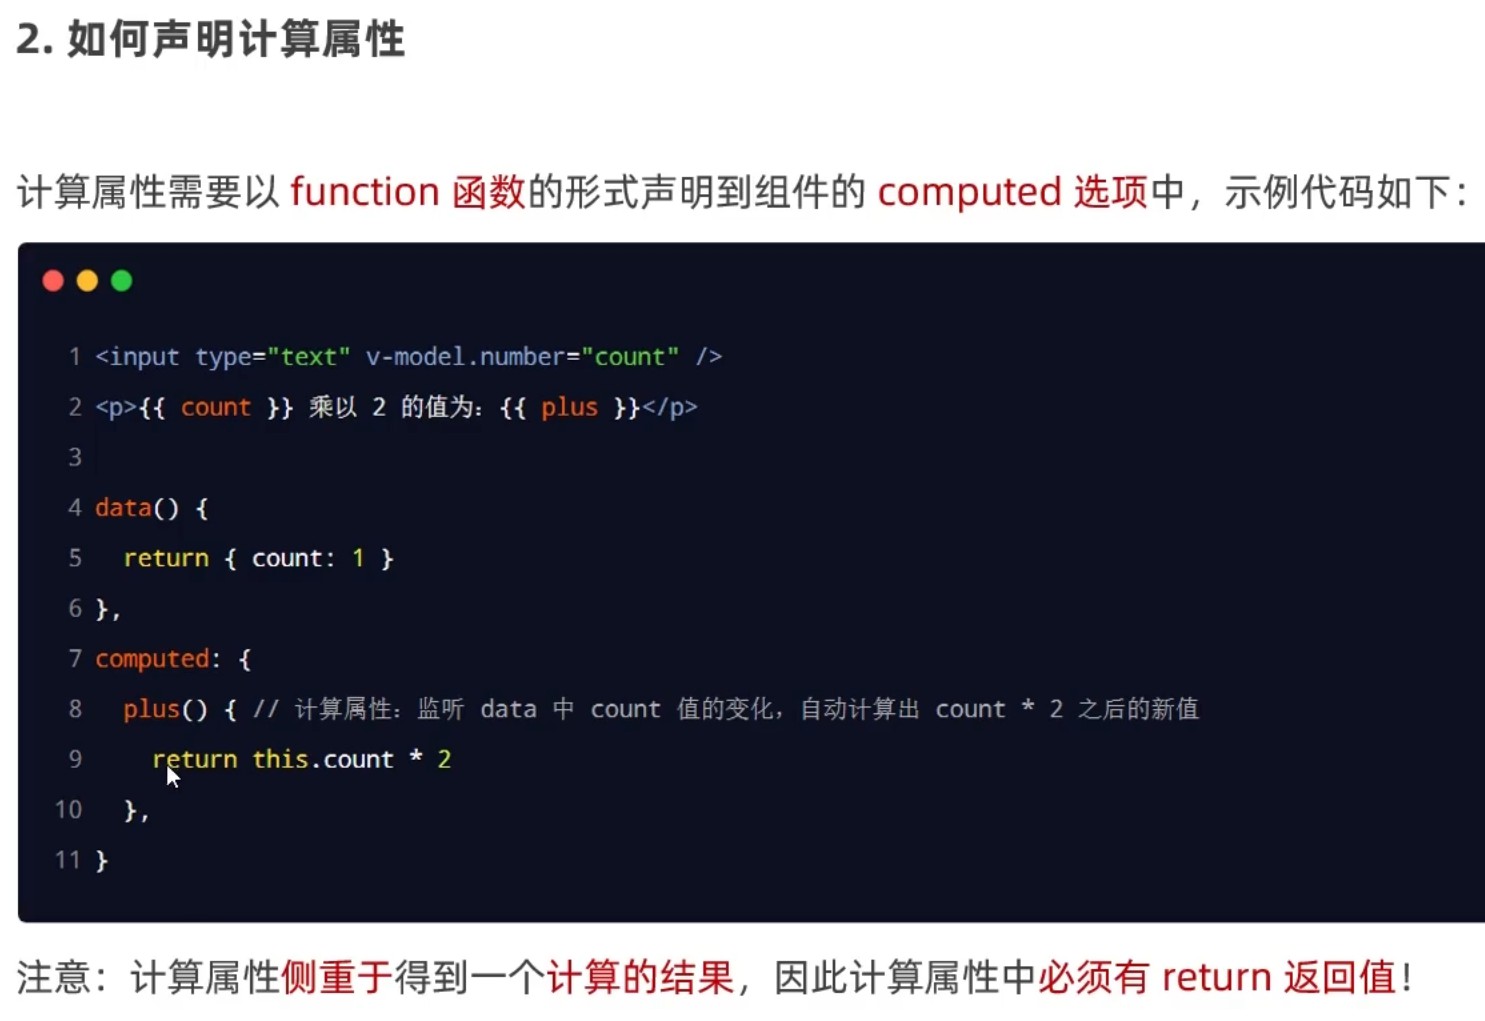 2. 如何声明计算属性
计算属性需要以 function 函数的形式声明到组件的 computed 选项中，示例代码如下：
1 <input type="text" v-model.number="count" />
2 <p>{{ count }} 乘以 2 的值为：{{ plus }}</p>
3
4 data() {
5   return { count: 1 }
6 },
7 computed: {
8   plus() { // 计算属性：监听 data 中 count 值的变化，自动计算出 count * 2 之后的新值
9     return this.count * 2
10   },
11 }
注意：计算属性侧重于得到一个计算的结果，因此计算属性中必须有 return 返回值！